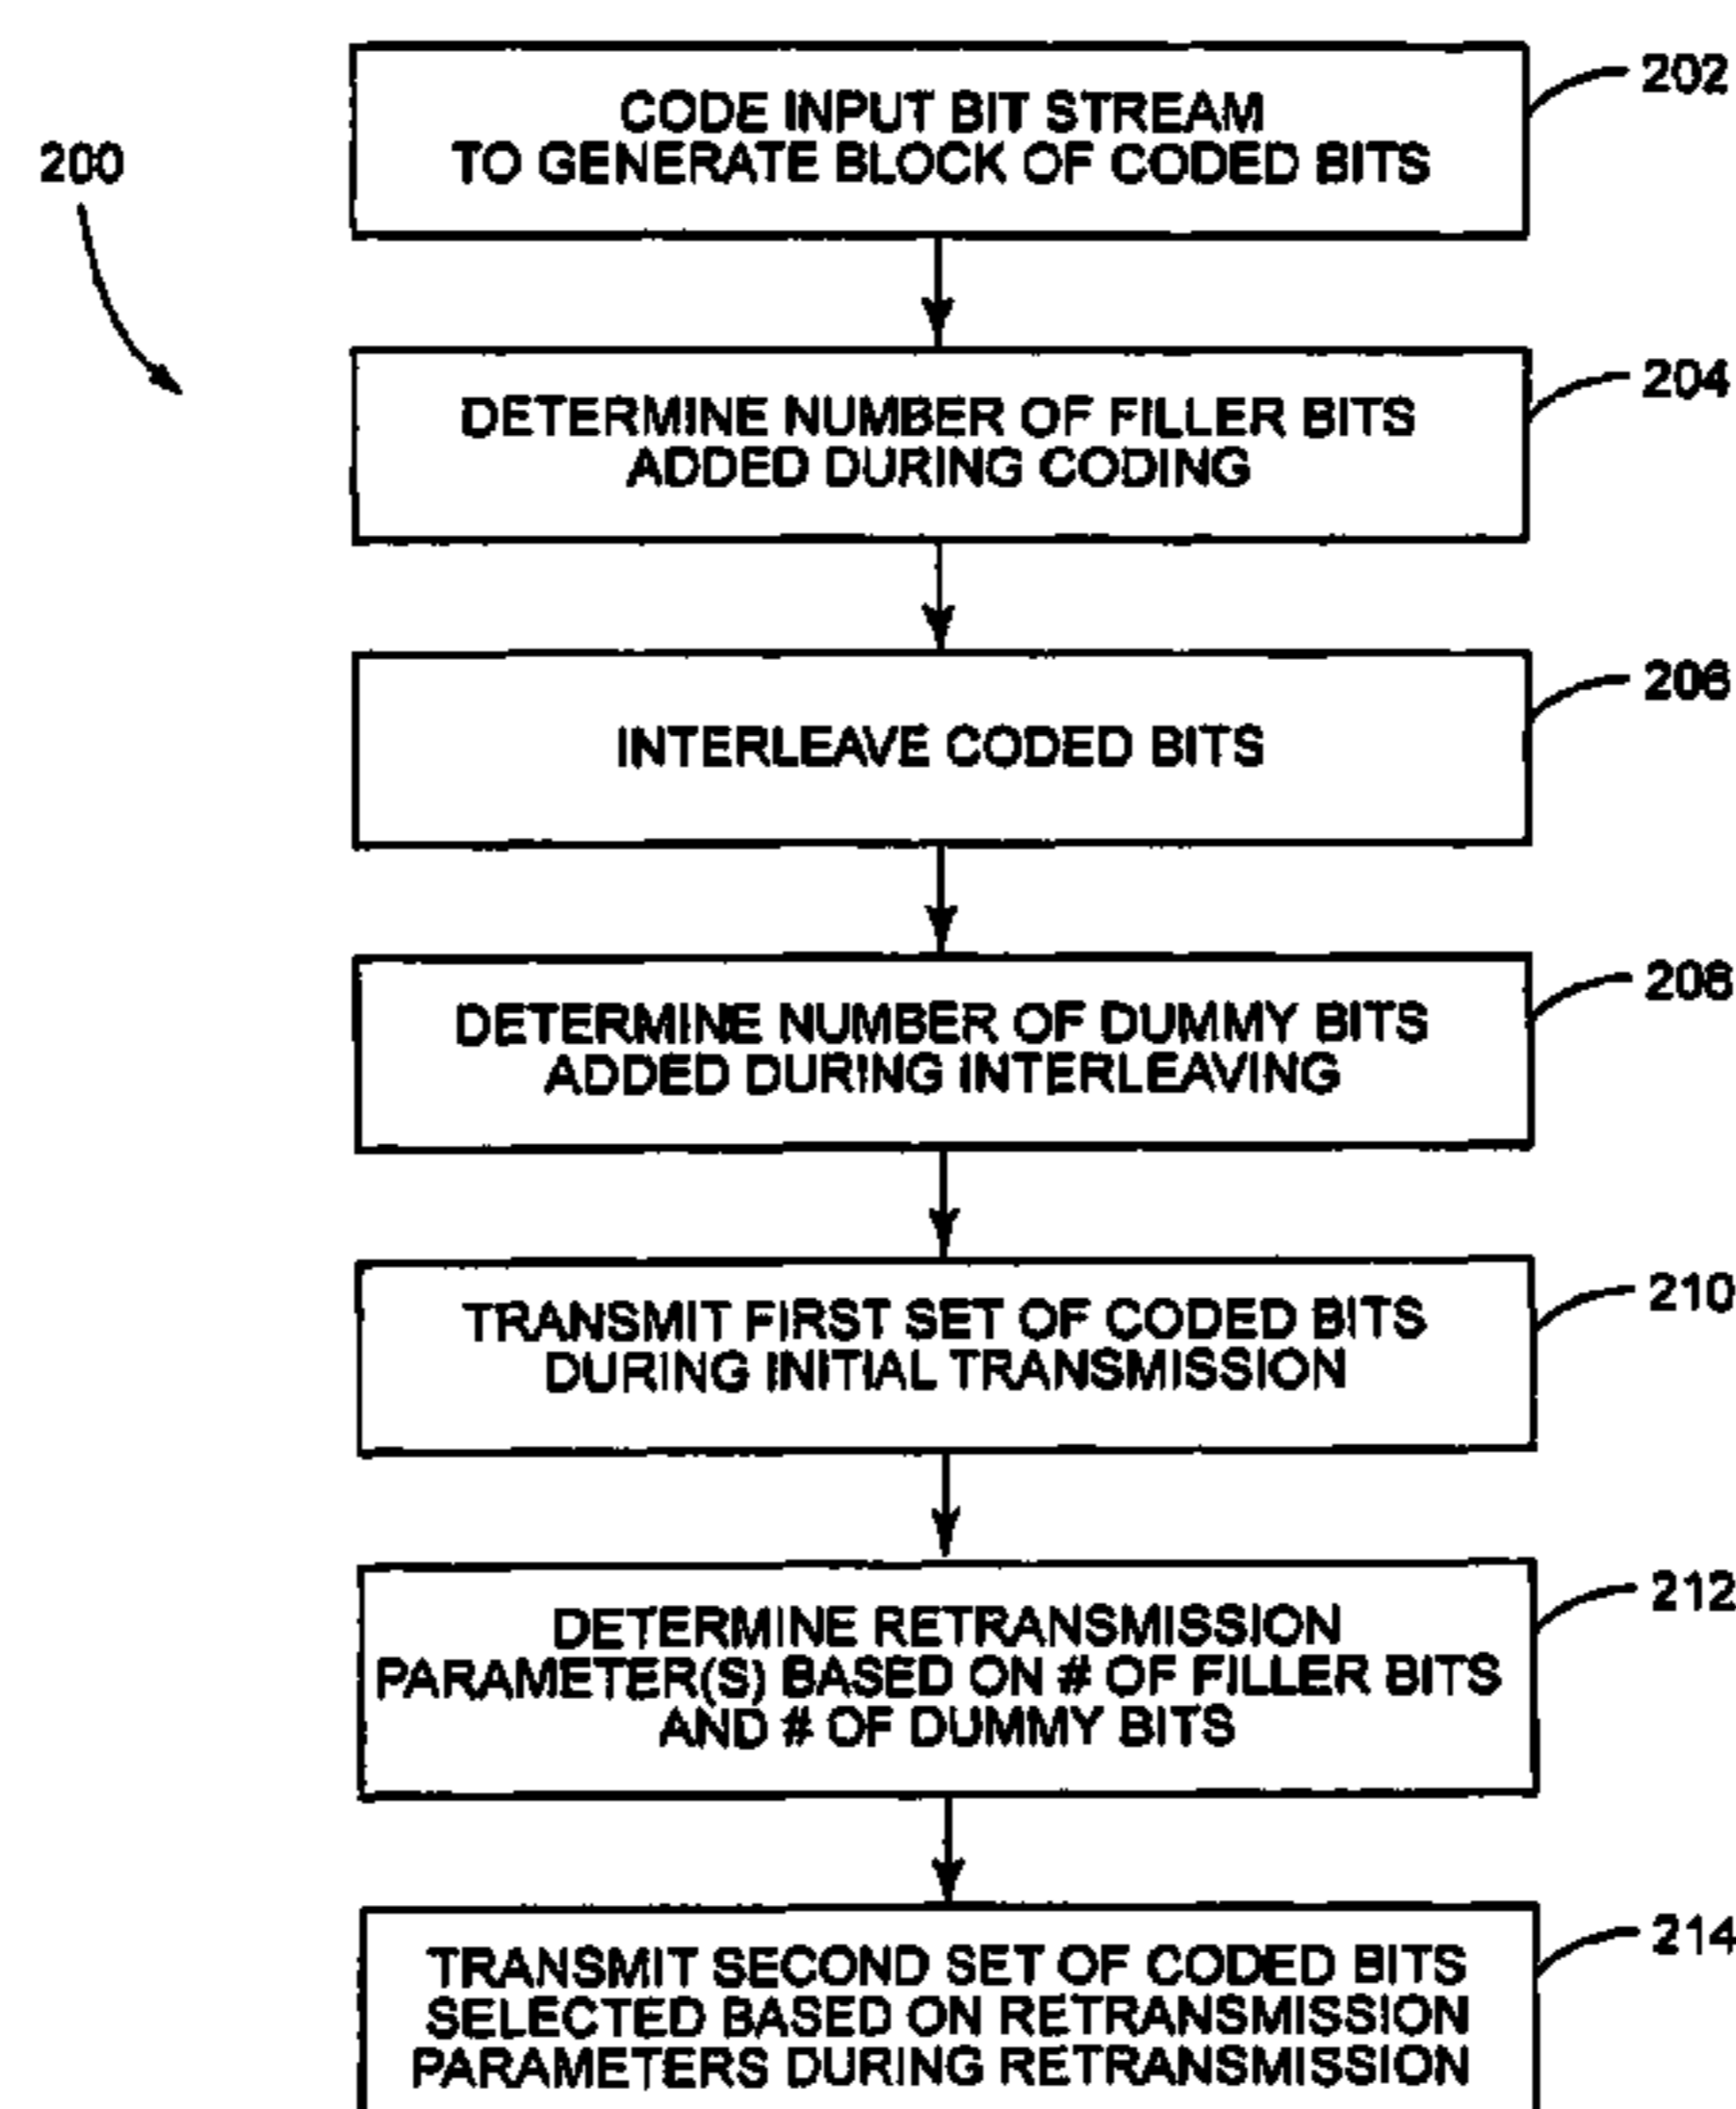 202
CODE INPUT BIT STREAM
TO GENERATE BLOCK OF CODED BITS
200
204
DETERMINE NUMBER OF FILLER BITS
ADDED DURING CODING
206
INTERLEAVE CODED BITS
208
DETERMINE NUMBER OF DUMMY BITS
ADDED DURING INTERLEAVING
210
TRANSMIT FIRST SET OF CODED BITS
DURING INITIAL TRANSMISSION
212
DETERMINE RETRANSMISSION
PARAMETER(S) BASED ON # OF FILLER BITS
AND # OF DUMMY BITS
214
TRANSMIT SECOND SET OF CODED BITS
SELECTED BASED ON RETRANSMISSION
PARAMETERS DURING RETRANSMISSION